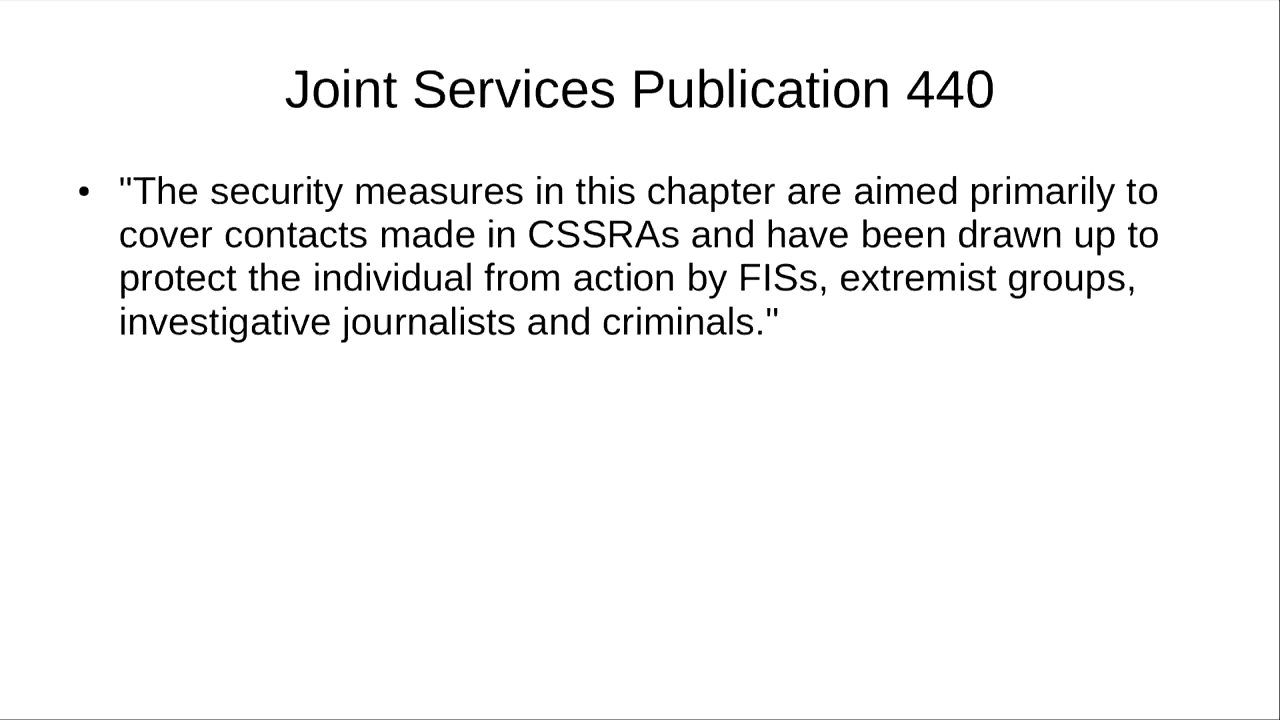 Joint Services Publication 440
• "The security measures in this chapter are aimed primarily to
cover contacts made in CSSRAs and have been drawn up to
protect the individual from action by FISs, extremist groups,
investigative journalists and criminals."